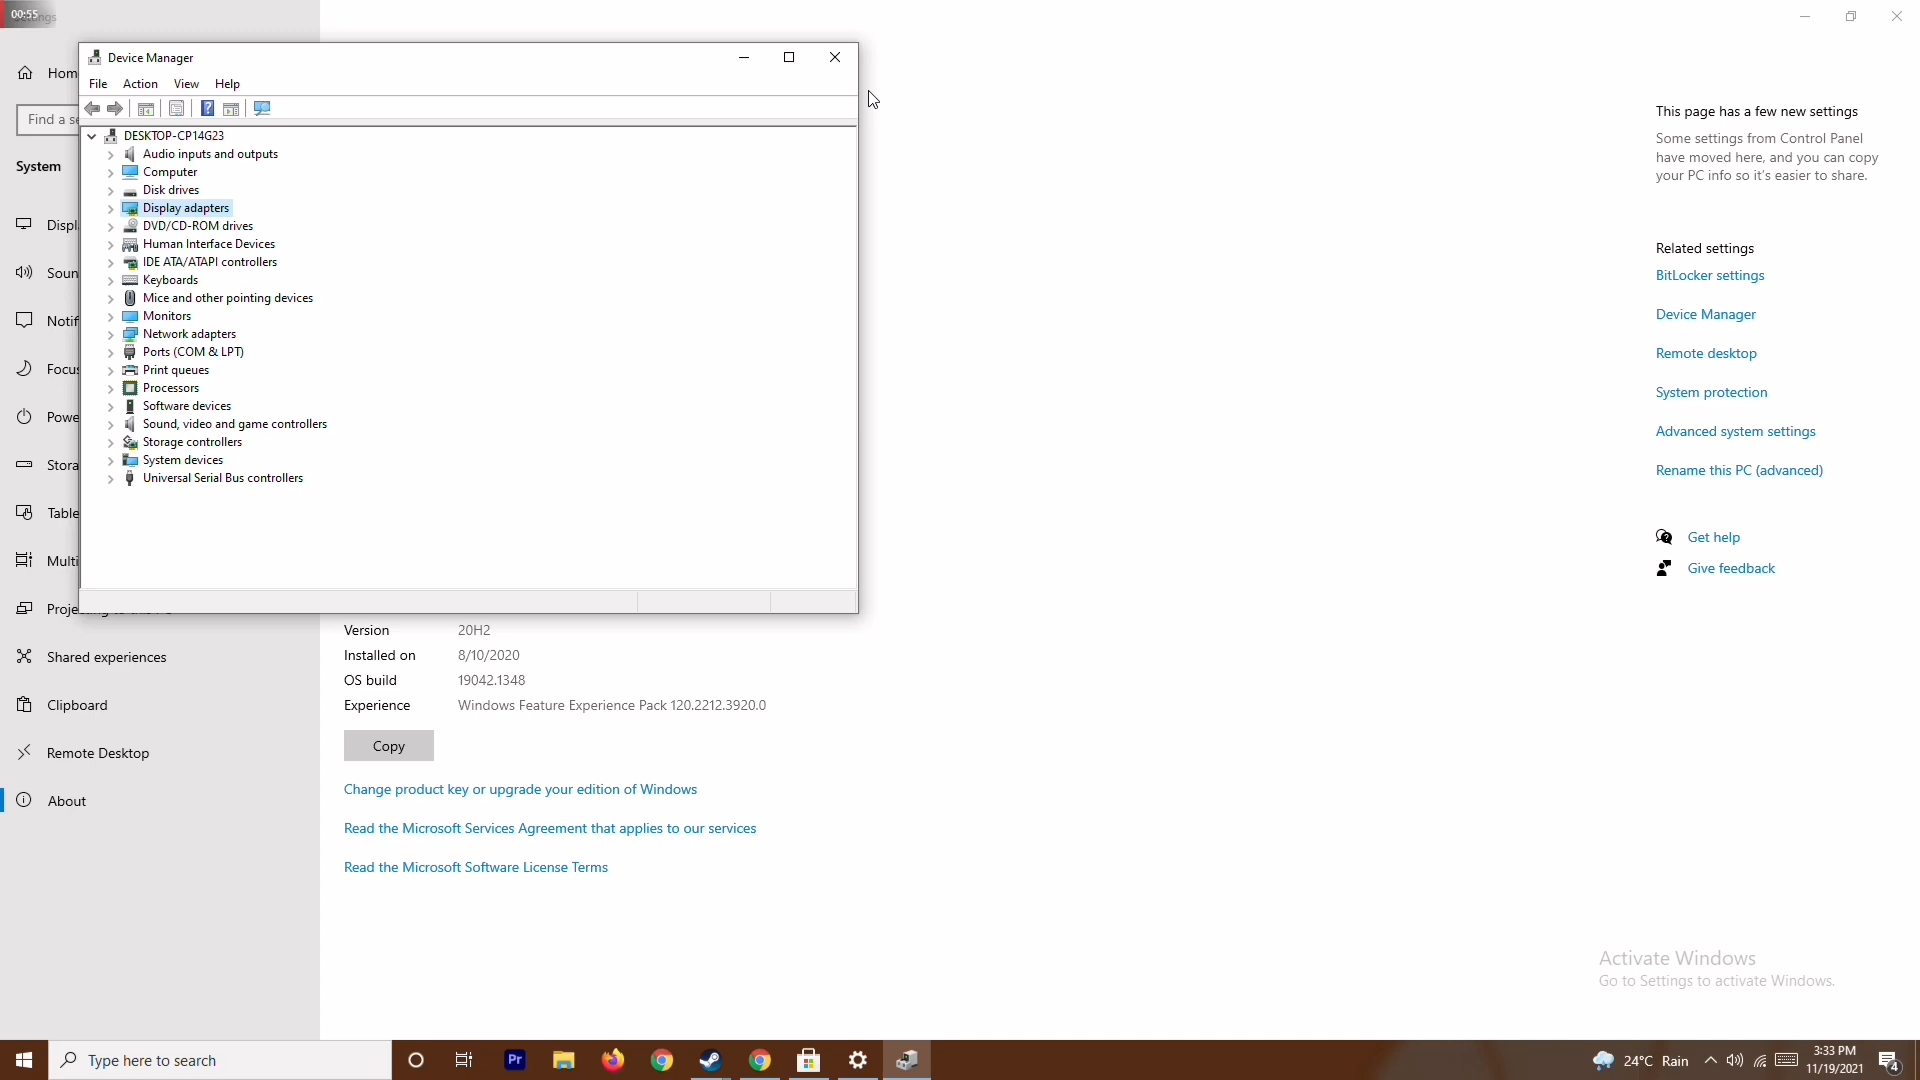 00:55
Settings
Hom
Find a se
System
Displ
Soun
Notif
Focus
Powe
Stora
Table
Multi
Projecting to this PC
Shared experiences
Clipboard
Remote Desktop
About
Device Manager
File Action View Help
DESKTOP-CP14G23
Audio inputs and outputs
Computer
Disk drives
Display adapters
DVD/CD-ROM drives
Human Interface Devices
IDE ATA/ATAPI controllers
Keyboards
Mice and other pointing devices
Monitors
Network adapters
Ports (COM & LPT)
Print queues
Processors
Software devices
Sound, video and game controllers
Storage controllers
System devices
Universal Serial Bus controllers
Version 20H2
Installed on 8/10/2020
OS build 19042.1348
Experience Windows Feature Experience Pack 120.2212.3920.0
Copy
Change product key or upgrade your edition of Windows
Read the Microsoft Services Agreement that applies to our services
Read the Microsoft Software License Terms
This page has a few new settings
Some settings from Control Panel
have moved here, and you can copy
your PC info so it's easier to share.
Related settings
BitLocker settings
Device Manager
Remote desktop
System protection
Advanced system settings
Rename this PC (advanced)
Get help
Give feedback
Activate Windows
Go to Settings to activate Windows.
Type here to search
Pr
24°C Rain
3:33 PM
11/19/2021
4